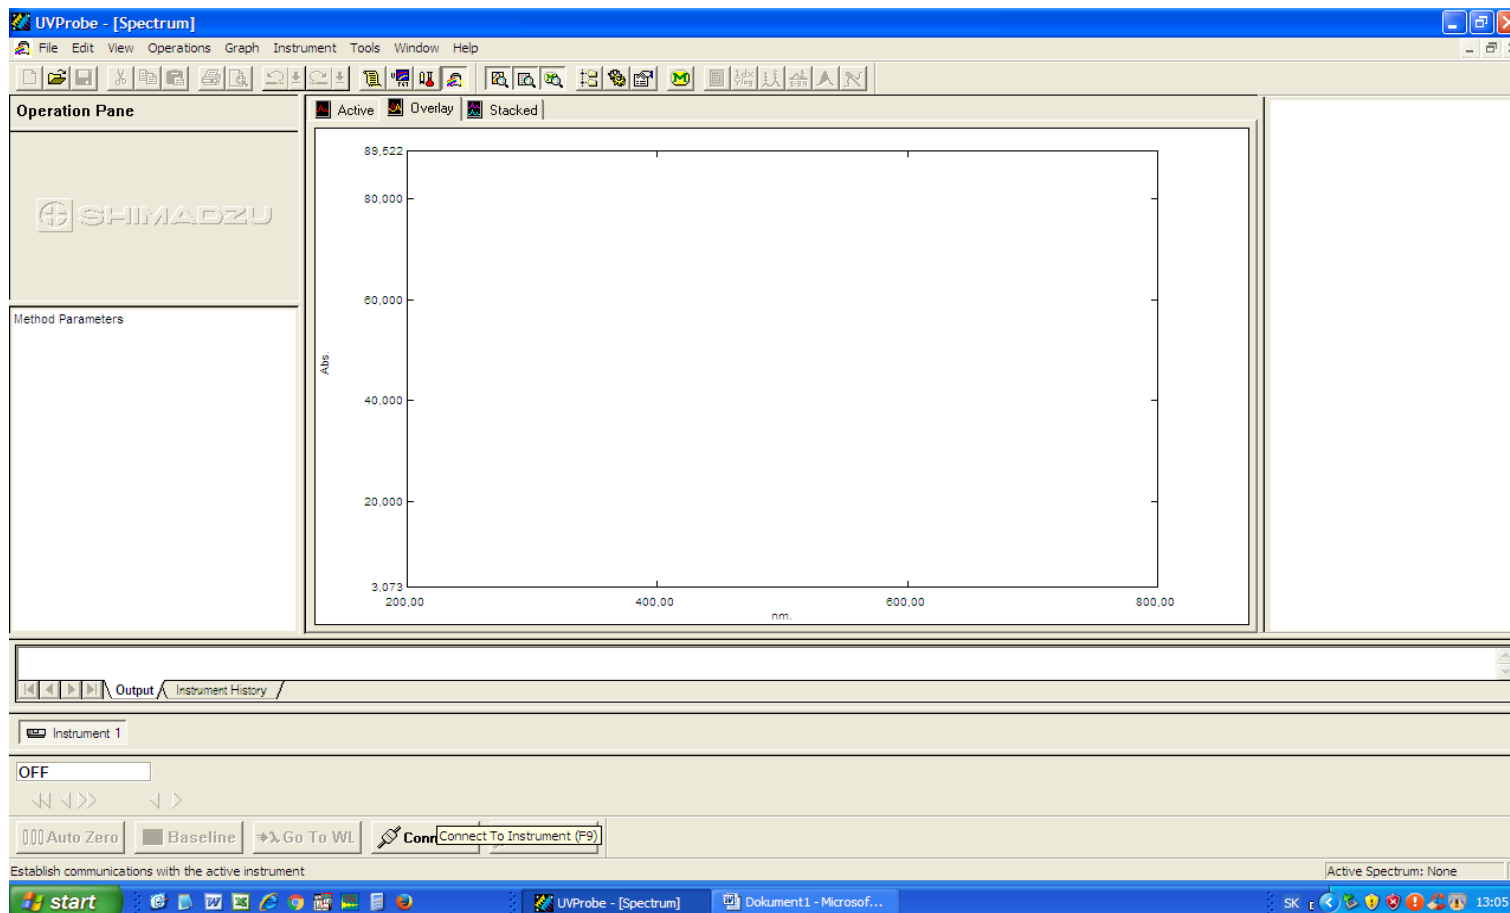 UVProbe - [Spectrum]
File Edit View Operations Graph Instrument Tools Window Help
Operation Pane
Active Overlay Stacked
SHIMADZU
Method Parameters
89,522
80,000
60,000
Abs.
40,000
20,000
3,073
200,00 400,00 600,00 800,00
nm.
Output Instrument History
Instrument 1
OFF
Auto Zero Baseline Go To WL Conn Connect To Instrument (F9)
Establish communications with the active instrument Active Spectrum: None
start UVProbe - [Spectrum] Dokument1 - Microsof... SK 13:05